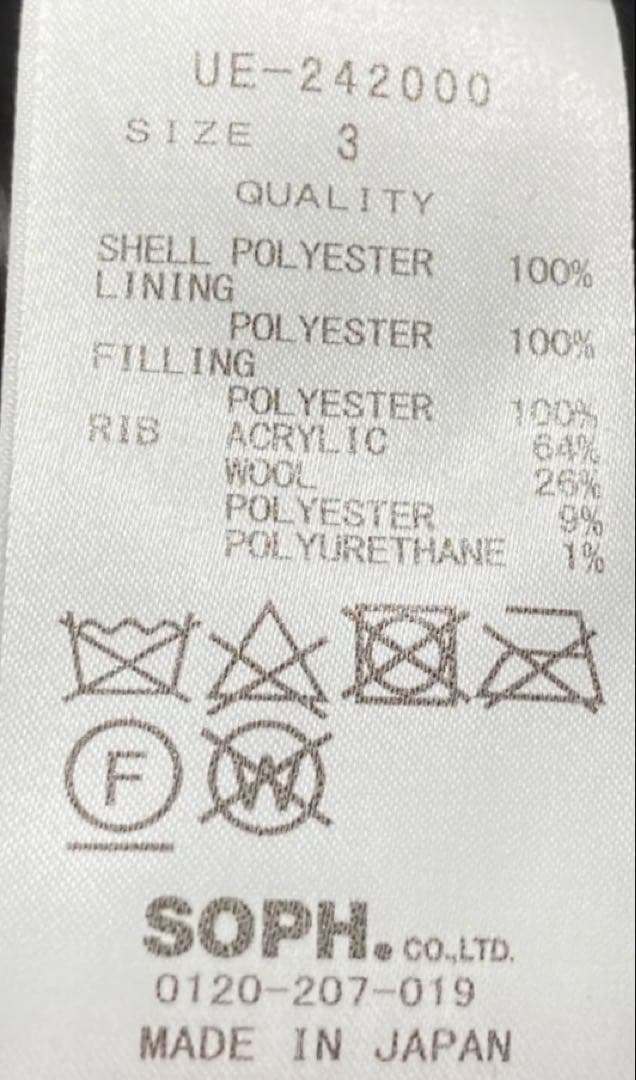 UE-242000
SIZE 3
QUALITY
SHELL POLYESTER 100%
LINING
POLYESTER 100%
FILLING
POLYESTER 100%
RIB ACRYLIC 64%
WOOL 26%
POLYESTER 9%
POLYURETHANE 1%
F W
SOPH. CO.,LTD.
0120-207-019
MADE IN JAPAN